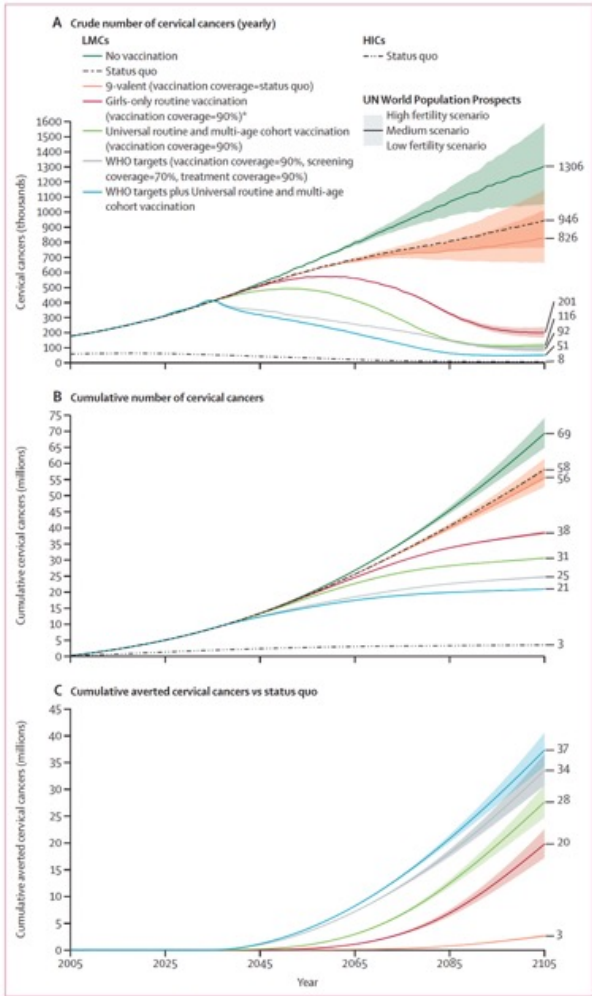 A Crude number of cervical cancers (yearly)
LMCs
No vaccination
Status quo
9-valent (vaccination coverage=status quo)
Girls-only routine vaccination
(vaccination coverage=90%)*
Universal routine and multi-age cohort vaccination
(vaccination coverage=90%)
WHO targets (vaccination coverage=90%, screening
coverage=70%, treatment coverage=90%)
WHO targets plus Universal routine and multi-age
cohort vaccination
HICs
Status quo
UN World Population Prospects
High fertility scenario
Medium scenario
Low fertility scenario
Cervical cancers (thousands)
1600
1500
1400
1300
1200
1100
1000
900
800
700
600
500
400
300
200
100
0
1306
946
826
201
116
92
51
8
B Cumulative number of cervical cancers
Cumulative cervical cancers (millions)
75
70
65
60
55
50
45
40
35
30
25
20
15
10
5
0
69
58
56
38
31
25
21
3
C Cumulative averted cervical cancers vs status quo
Cumulative averted cervical cancers (millions)
45
40
35
30
25
20
15
10
5
0
37
34
28
20
3
2005 2025 2045 2065 2085 2105
Year